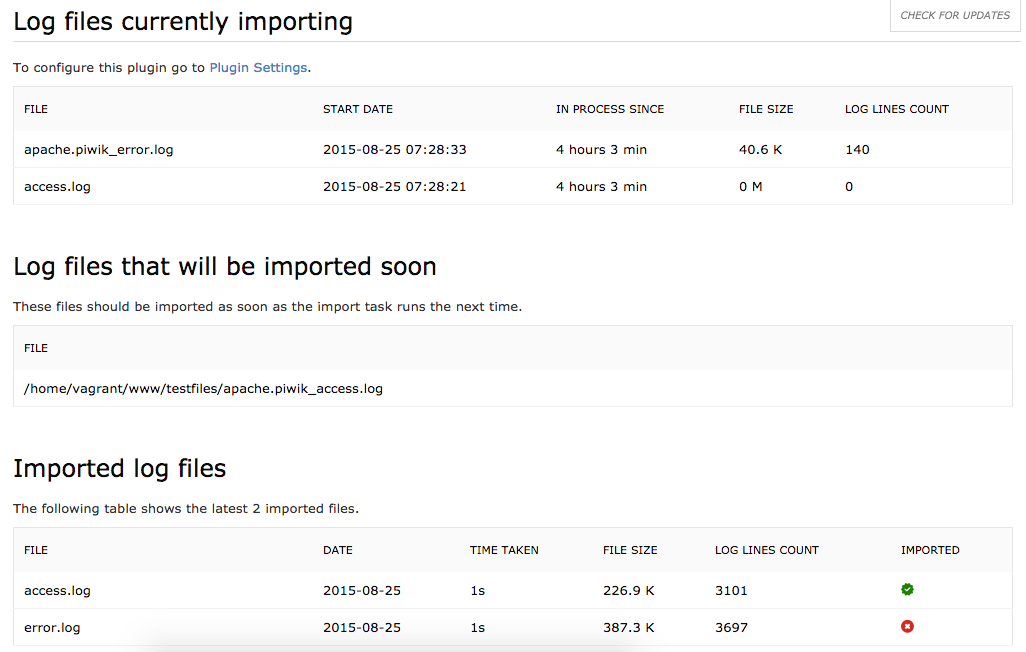 Log files currently importing
CHECK FOR UPDATES
To configure this plugin go to Plugin Settings.
FILE START DATE IN PROCESS SINCE FILE SIZE LOG LINES COUNT
apache.piwik_error.log 2015-08-25 07:28:33 4 hours 3 min 40.6 K 140
access.log 2015-08-25 07:28:21 4 hours 3 min 0 M 0
Log files that will be imported soon
These files should be imported as soon as the import task runs the next time.
FILE
/home/vagrant/www/testfiles/apache.piwik_access.log
Imported log files
The following table shows the latest 2 imported files.
FILE DATE TIME TAKEN FILE SIZE LOG LINES COUNT IMPORTED
access.log 2015-08-25 1s 226.9 K 3101
error.log 2015-08-25 1s 387.3 K 3697